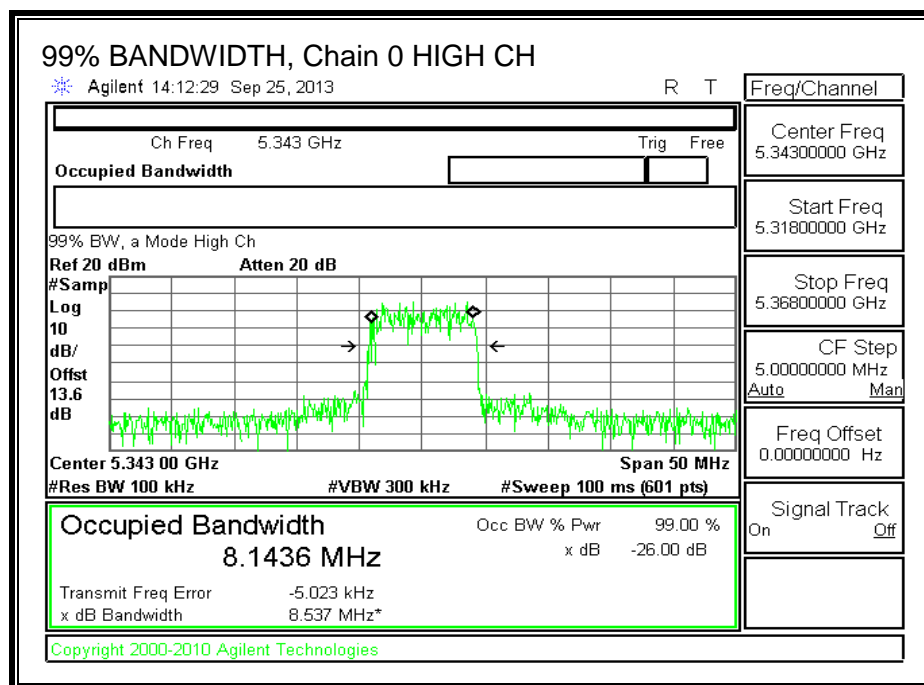 99% BANDWIDTH, Chain 0 HIGH CH
Agilent 14:12:29 Sep 25, 2013 R T
Ch Freq 5.343 GHz Trig Free
Occupied Bandwidth
99% BW, a Mode High Ch
Ref 20 dBm Atten 20 dB
#Samp
Log
10
dB/
Offst
13.6
dB
Center 5.343 00 GHz Span 50 MHz
#Res BW 100 kHz #VBW 300 kHz #Sweep 100 ms (601 pts)
Occupied Bandwidth Occ BW % Pwr 99.00 %
8.1436 MHz x dB -26.00 dB
Transmit Freq Error -5.023 kHz
x dB Bandwidth 8.537 MHz*
Copyright 2000-2010 Agilent Technologies
Freq/Channel
Center Freq
5.34300000 GHz
Start Freq
5.31800000 GHz
Stop Freq
5.36800000 GHz
CF Step
5.00000000 MHz
Auto Man
Freq Offset
0.00000000 Hz
Signal Track
On Off